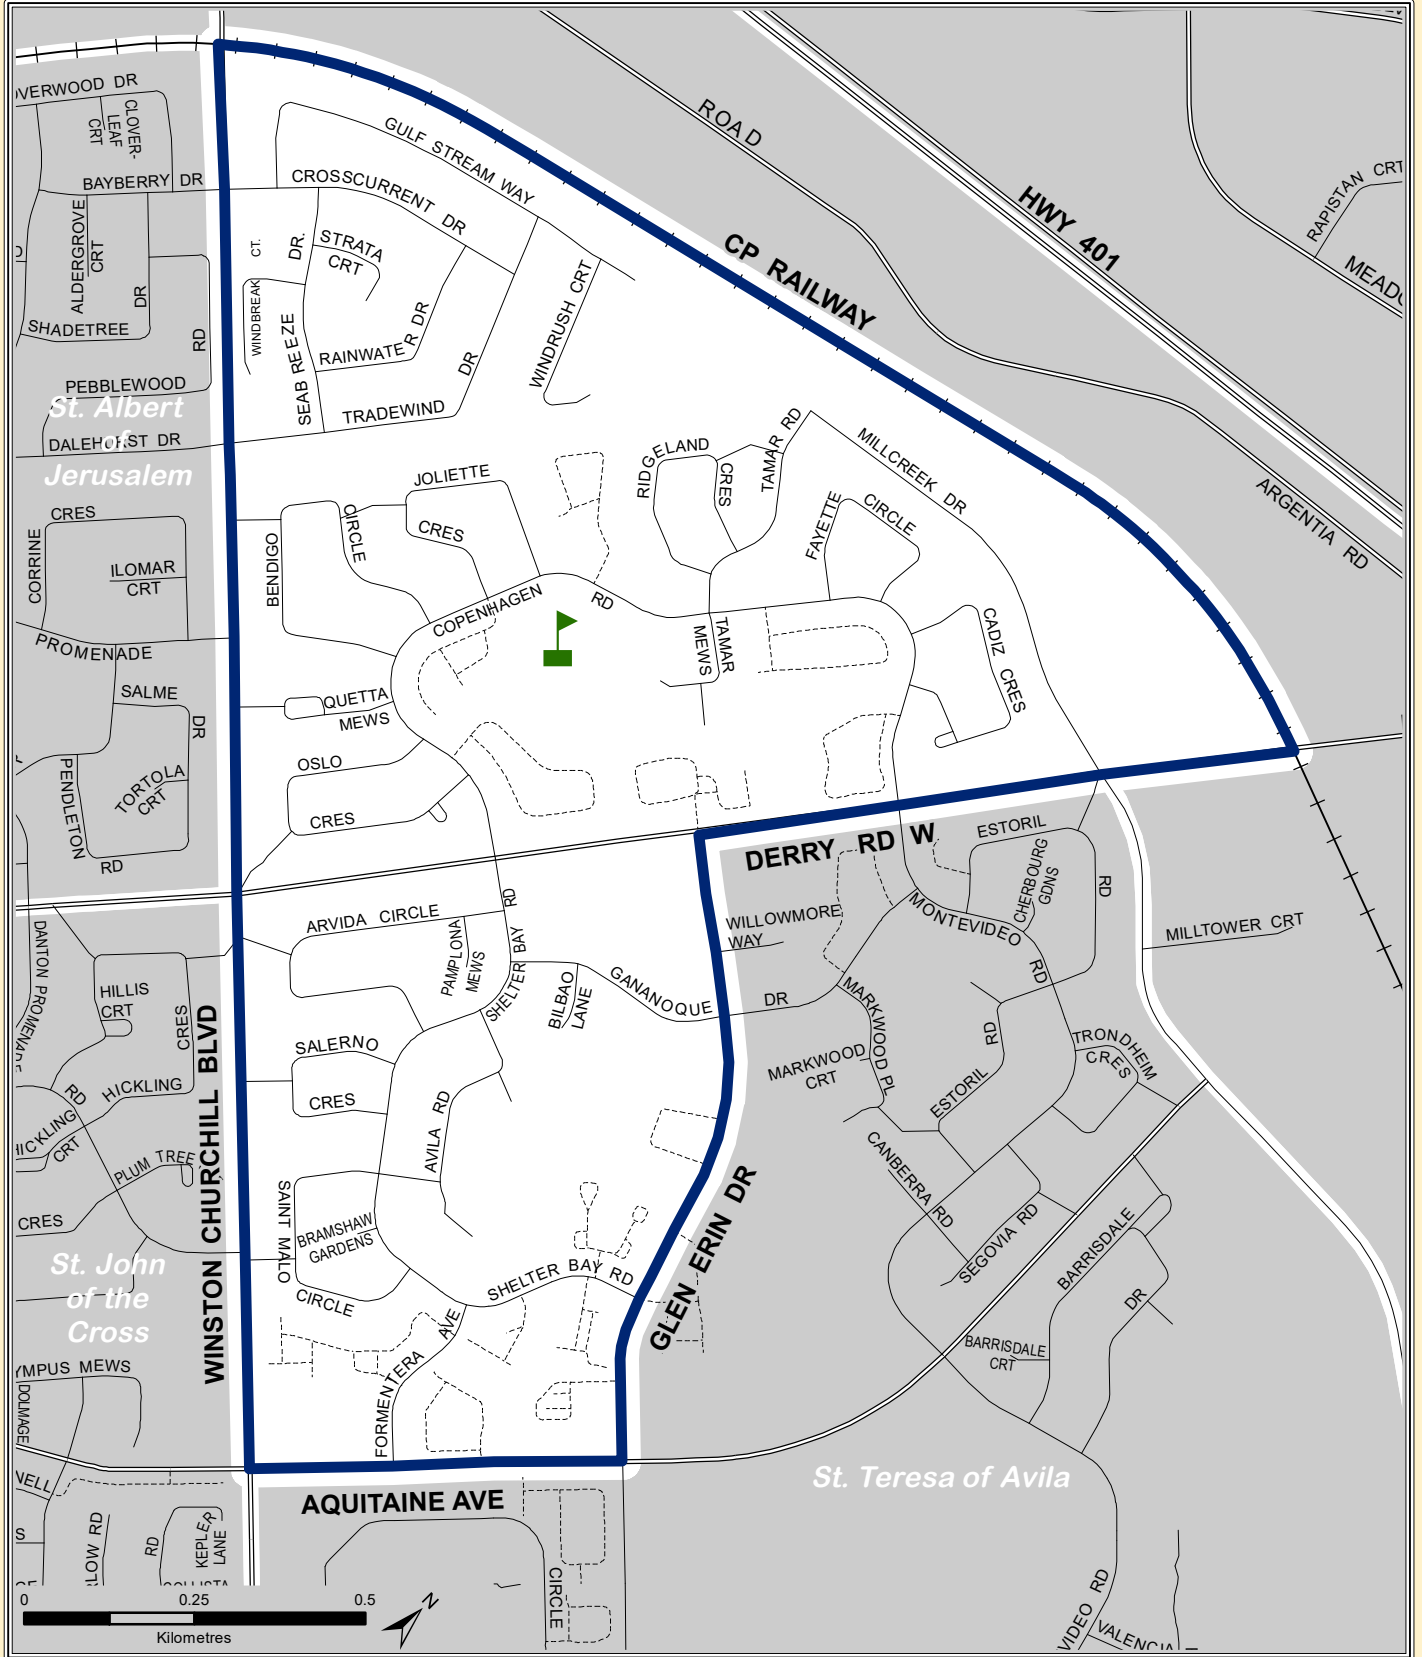 OVERWOOD DR
CLOVER-
LEAF
CRT
BAYBERRY DR
ALDERGROVE
CRT
DR
SHADETREE
RD
PEBBLEWOOD
St. Albert
of
Jerusalem
DALEHURST DR
CRES
CORRINE
ILOMAR
CRT
PROMENADE
SALME
DR
PENDLETON
TORTOLA
CRT
RD
GULF STREAM WAY
CROSSCURRENT DR
CT.
WINDBREAK
DR.
SEABREEZE
STRATA
CRT
RAINWATER DR
TRADEWIND
DR
WINDRUSH CRT
ROAD
HWY 401
CP RAILWAY
RAPISTAN CRT
MEADO
ARGENTIA RD
JOLIETTE
CRES
CIRCLE
BENDIGO
RIDGELAND
CRES
TAMAR RD
MILLCREEK DR
FAYETTE
CIRCLE
COPENHAGEN
RD
TAMAR
MEWS
CADIZ CRES
QUETTA
MEWS
OSLO
CRES
DERRY RD W
ESTORIL
RD
CHERBOURG
GDNS
MONTEVIDEO
RD
WILLOWMORE
WAY
MILLTOWER CRT
ARVIDA CIRCLE
PAMPLONA
MEWS
RD
SHELTER BAY
BILBAO
LANE
GANANOQUE
DR
MARKWOOD PL
MARKWOOD
CRT
ESTORIL
RD
TRONDHEIM
CRES
CANBERRA RD
SEGOVIA RD
BARRISDALE
DR
BARRISDALE
CRT
DANTON PROMENADE
HILLIS
CRT
CRES
HICKLING
RD
HICKLING
CRT
PLUM TREE
CRES
WINSTON CHURCHILL BLVD
St. John
of the
Cross
SALERNO
CRES
AVILA RD
SAINT MALO
BRAMSHAW
GARDENS
CIRCLE
SHELTER BAY RD
FORMENTERA
AVE
GLEN ERIN DR
YMPUS MEWS
DOLMAGE
NELL
S
RLOW RD
RD
KEPLER
LANE
AQUITAINE AVE
St. Teresa of Avila
CIRCLE
VIDEO RD
VALENCIA
0
0.25
0.5
Kilometres
N